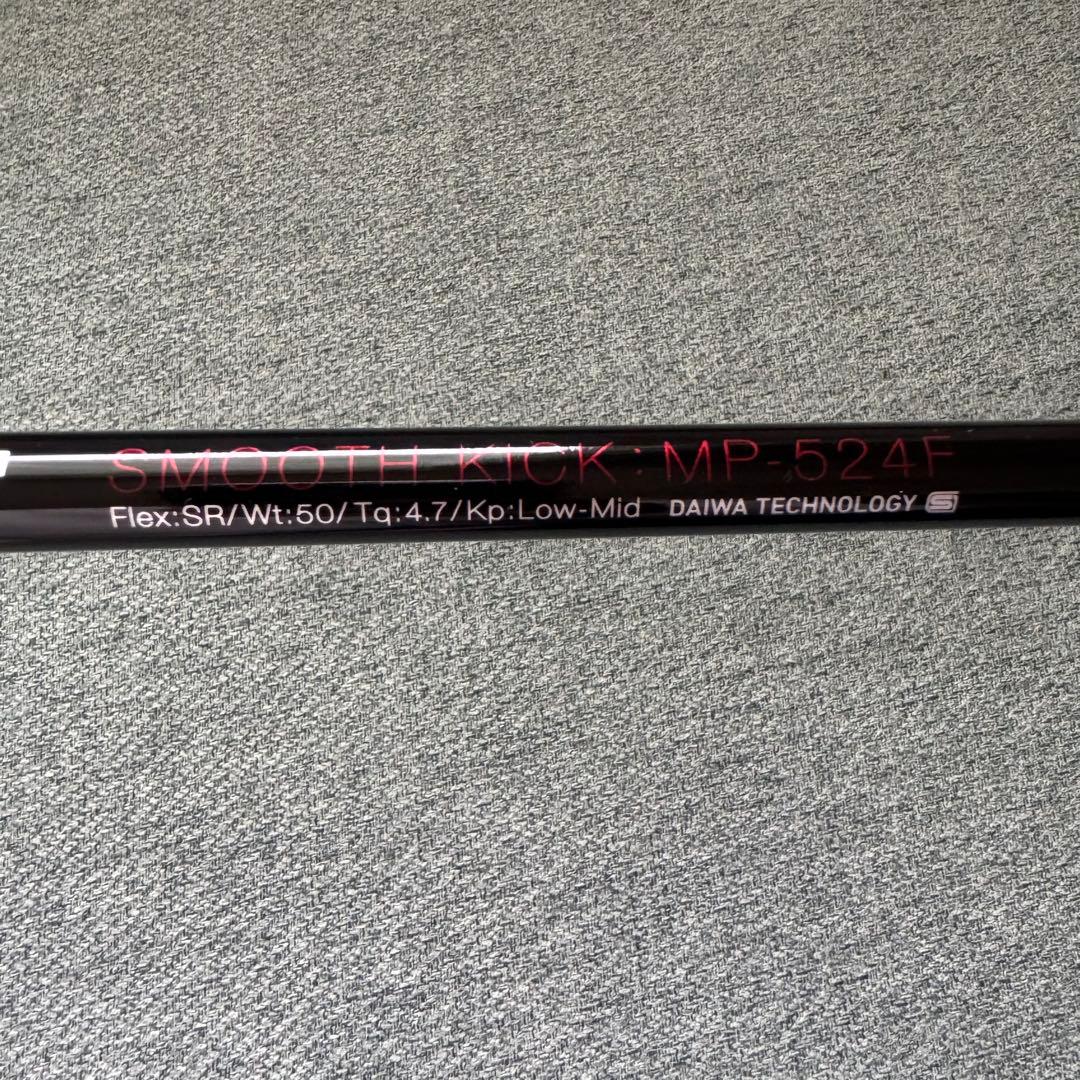 SMOOTH KICK: MP-524F
Flex:SR/Wt:50/Tq:4.7/Kp:Low-Mid DAIWA TECHNOLOGY S